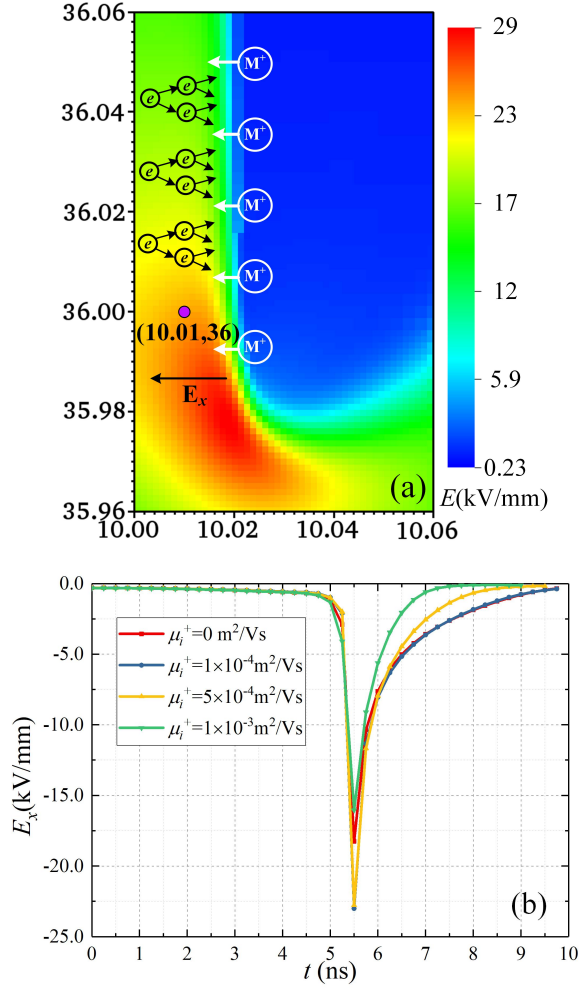 36.06
36.04
36.02
36.00
35.98
35.96
10.00
10.02
10.04
10.06
M⁺
M⁺
M⁺
M⁺
M⁺
e
e
e
e
e
e
e
e
e
(10.01,36)
Eₓ
(a)
29
23
17
12
5.9
0.23
E(kV/mm)
0.0
-5.0
-10.0
-15.0
-20.0
-25.0
Eₓ(kV/mm)
μᵢ⁺=0 m²/Vs
μᵢ⁺=1×10⁻⁴m²/Vs
μᵢ⁺=5×10⁻⁴m²/Vs
μᵢ⁺=1×10⁻³m²/Vs
(b)
0 1 2 3 4 5 6 7 8 9 10
t (ns)